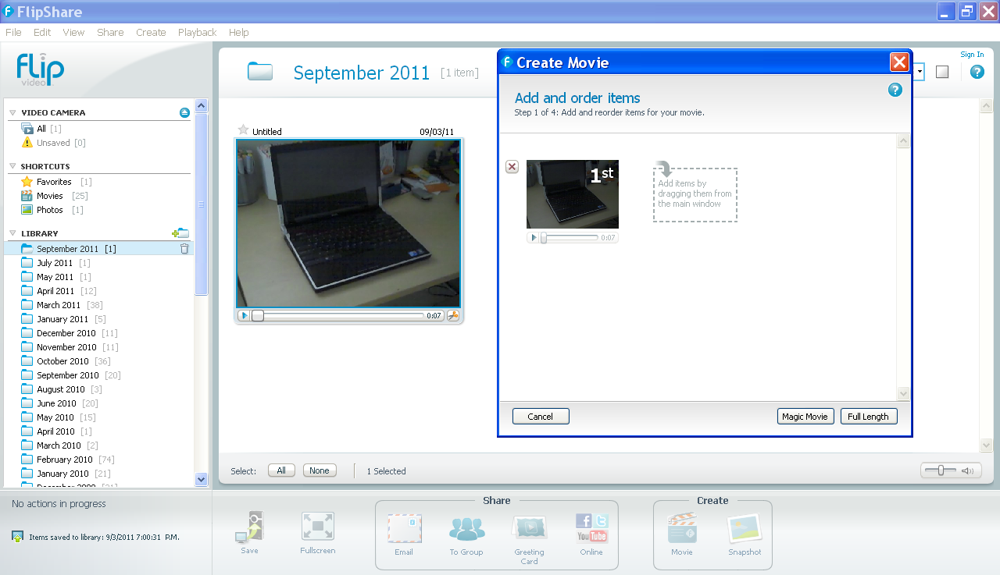 FlipShare
File Edit View Share Create Playback Help
flip
video
VIDEO CAMERA
All [1]
Unsaved [0]
SHORTCUTS
Favorites [1]
Movies [25]
Photos [1]
LIBRARY
September 2011 [1]
July 2011 [1]
May 2011 [1]
April 2011 [12]
March 2011 [38]
January 2011 [5]
December 2010 [11]
November 2010 [11]
October 2010 [36]
September 2010 [20]
August 2010 [3]
June 2010 [20]
May 2010 [15]
April 2010 [1]
March 2010 [2]
February 2010 [74]
January 2010 [21]
September 2011 [1 item]
Sign In
Untitled 09/03/11
0:07
Create Movie
Add and order items
Step 1 of 4: Add and reorder items for your movie.
1st
0:07
Add items by
dragging them from
the main window
Cancel Magic Movie Full Length
Select: All None 1 Selected
No actions in progress
Items saved to library: 9/3/2011 7:00:31 P.M.
Save
Fullscreen
Share
Email
To Group
Greeting
Card
You Tube
Online
Create
Movie
Snapshot